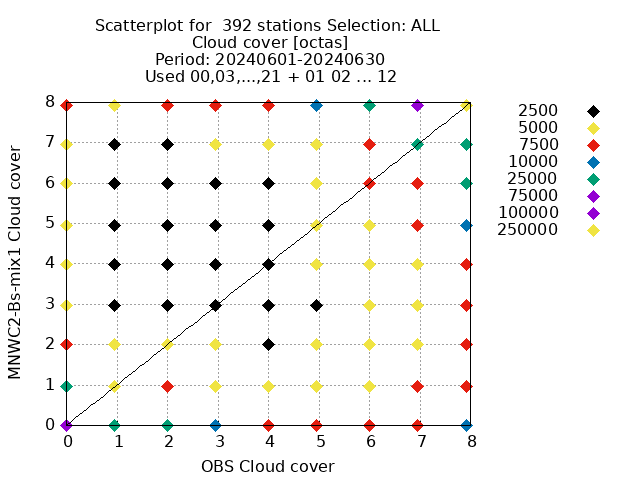 Scatterplot for  392 stations Selection: ALL
Cloud cover [octas]
Period: 20240601-20240630
Used 00,03,...,21 + 01 02 ... 12
8
7
6
5
4
3
2
1
0
0 1 2 3 4 5 6 7 8
MNWC2-Bs-mix1 Cloud cover
OBS Cloud cover
2500
5000
7500
10000
25000
75000
100000
250000